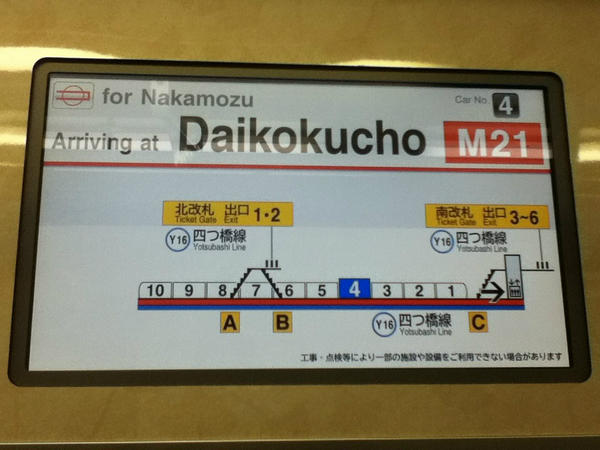 for Nakamozu
Car No. 4
Arriving at Daikokucho M21
北改札 出口 1・2
Ticket Gate Exit
南改札 出口 3~6
Ticket Gate Exit
Y16 四つ橋線
Yotsubashi Line
Y16 四つ橋線
Yotsubashi Line
10 9 8 7 6 5 4 3 2 1
A B
Y16 四つ橋線
Yotsubashi Line
C
工事・点検等により一部の施設や設備をご利用できない場合があります